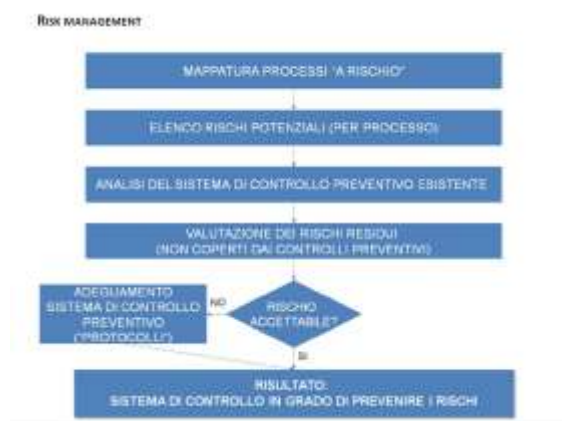 RISK MANAGEMENT
MAPPATURA PROCESSI "A RISCHIO"
ELENCO RISCHI POTENZIALI (PER PROCESSO)
ANALISI DEL SISTEMA DI CONTROLLO PREVENTIVO ESISTENTE
VALUTAZIONE DEI RISCHI RESIDUI
(NON COPERTI DAI CONTROLLI PREVENTIVI)
ADEGUAMENTO
SISTEMA DI CONTROLLO
PREVENTIVO
("PROTOCOLLI")
NO
RISCHIO
ACCETTABILE?
SI
RISULTATO:
SISTEMA DI CONTROLLO IN GRADO DI PREVENIRE I RISCHI